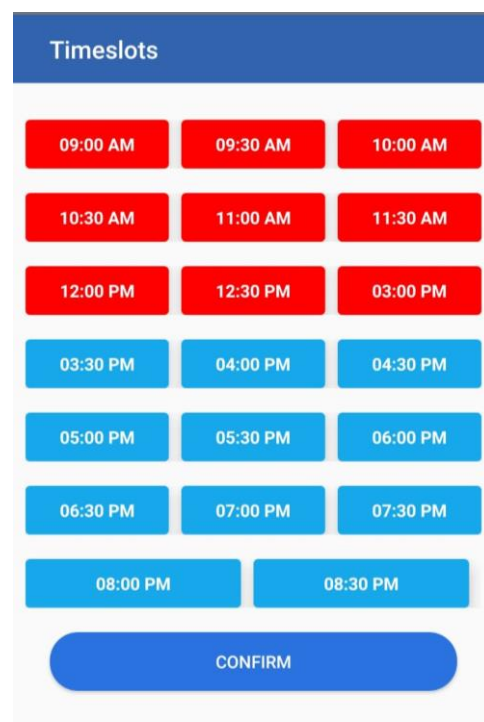 Timeslots
09:00 AM 09:30 AM 10:00 AM
10:30 AM 11:00 AM 11:30 AM
12:00 PM 12:30 PM 03:00 PM
03:30 PM 04:00 PM 04:30 PM
05:00 PM 05:30 PM 06:00 PM
06:30 PM 07:00 PM 07:30 PM
08:00 PM 08:30 PM
CONFIRM